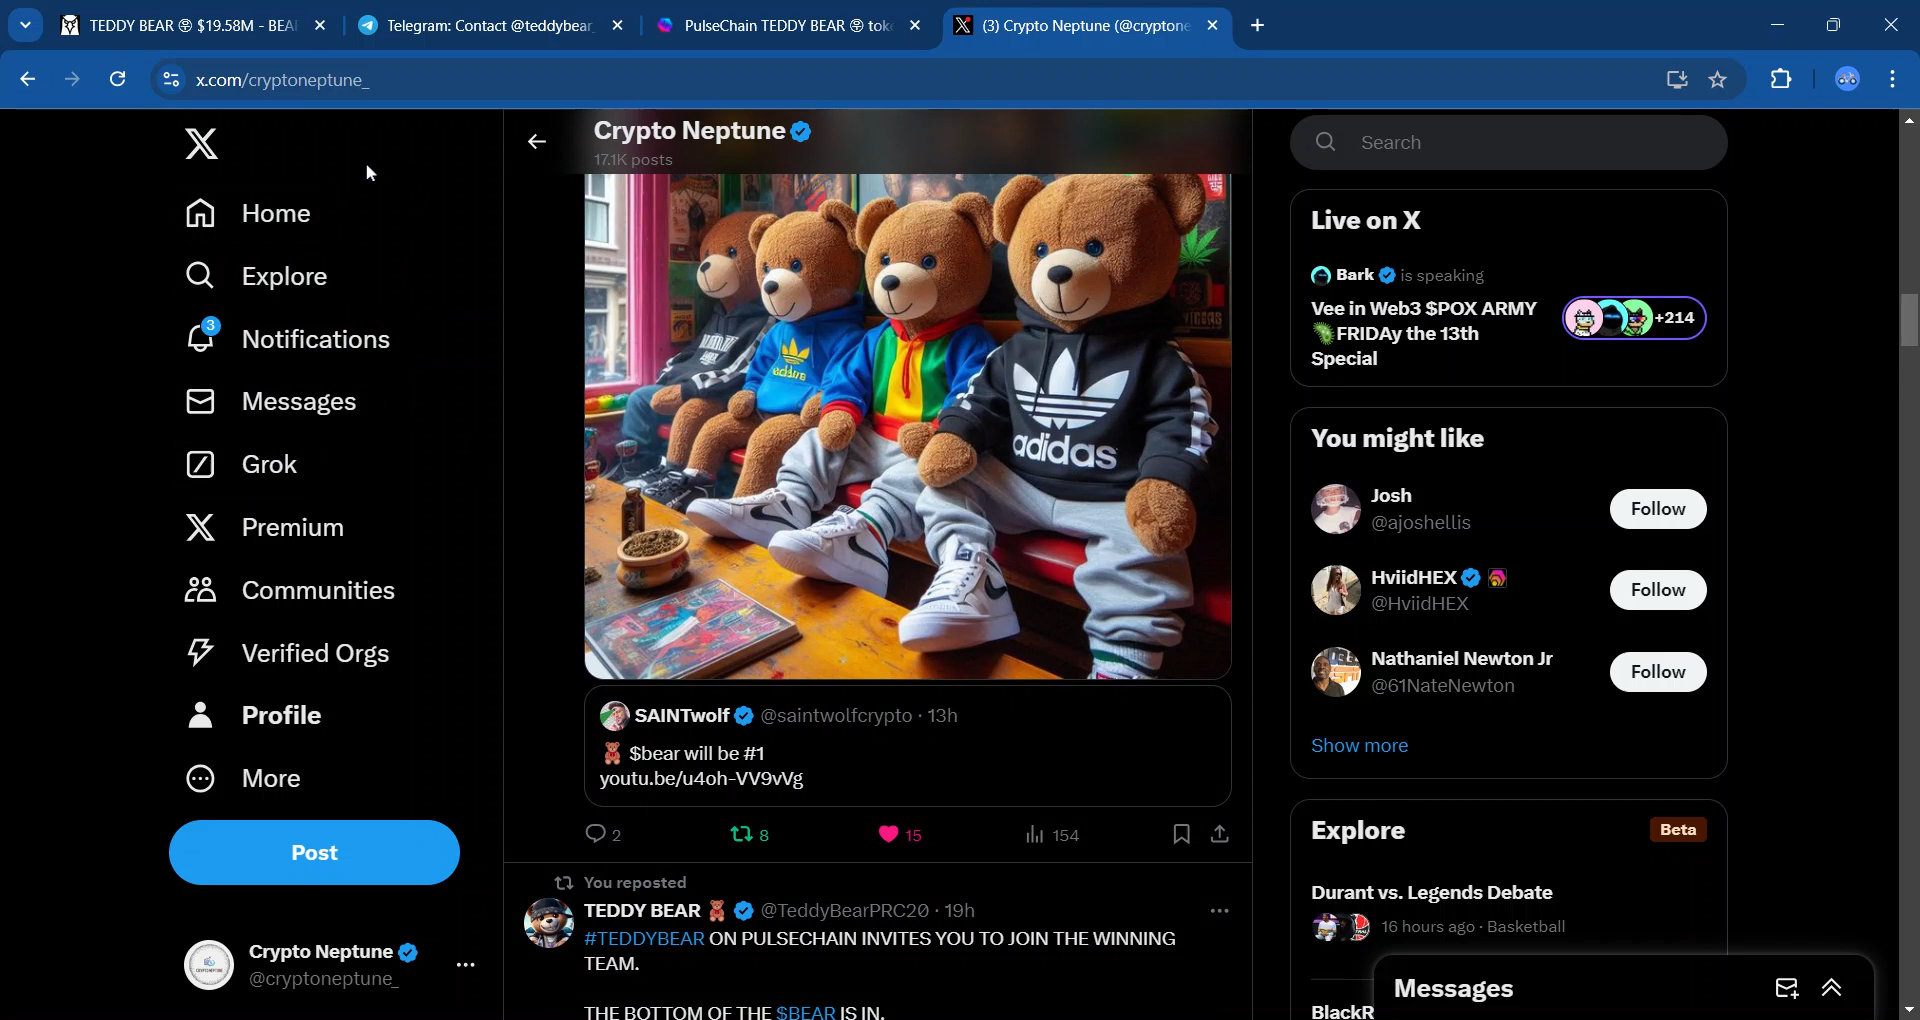 TEDDY BEAR 🧸 $19.58M - BEA
Telegram: Contact @teddybear
PulseChain TEDDY BEAR 🧸 tok
(3) Crypto Neptune (@cryptone
x.com/cryptoneptune_
Home
Explore
3
Notifications
Messages
Grok
Premium
Communities
Verified Orgs
Profile
More
Post
Crypto Neptune
@cryptoneptune_
Crypto Neptune
17.1K posts
adidas
adidas
SAINTwolf @saintwolfcrypto · 13h
🧸 $bear will be #1
youtu.be/u4oh-VV9vVg
2
8
15
154
You reposted
TEDDY BEAR 🧸 @TeddyBearPRC20 · 19h
#TEDDYBEAR ON PULSECHAIN INVITES YOU TO JOIN THE WINNING
TEAM.
THE BOTTOM OF THE $BEAR IS IN.
Search
Live on X
Bark is speaking
Vee in Web3 $POX ARMY
🦠FRIDAy the 13th
Special
+214
You might like
Josh
@ajoshellis
Follow
HviidHEX
@HviidHEX
Follow
Nathaniel Newton Jr
@61NateNewton
Follow
Show more
Explore
Beta
Durant vs. Legends Debate
16 hours ago · Basketball
BlackR
Messages